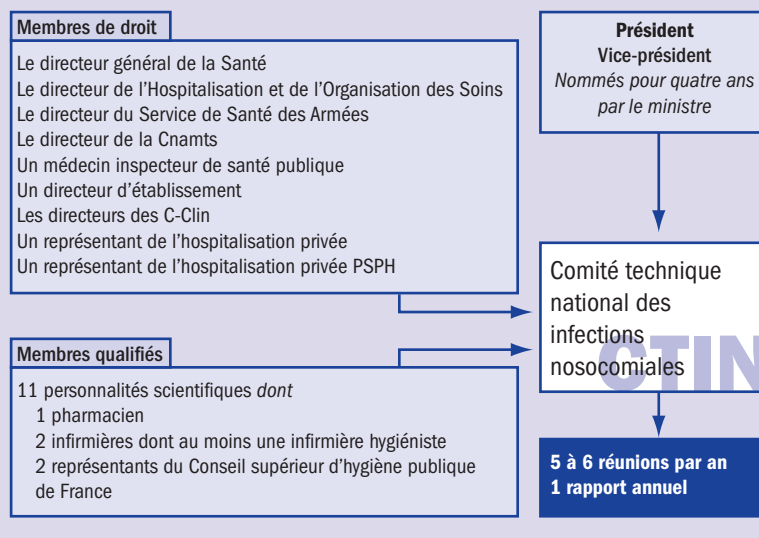 Membres de droit
Le directeur général de la Santé
Le directeur de l'Hospitalisation et de l'Organisation des Soins
Le directeur du Service de Santé des Armées
Le directeur de la Cnamts
Un médecin inspecteur de santé publique
Un directeur d'établissement
Les directeurs des C-Clin
Un représentant de l'hospitalisation privée
Un représentant de l'hospitalisation privée PSPH
Membres qualifiés
11 personnalités scientifiques dont
1 pharmacien
2 infirmières dont au moins une infirmière hygiéniste
2 représentants du Conseil supérieur d'hygiène publique
de France
Président
Vice-président
Nommés pour quatre ans
par le ministre
Comité technique
national des
infections
nosocomiales
CTIN
5 à 6 réunions par an
1 rapport annuel